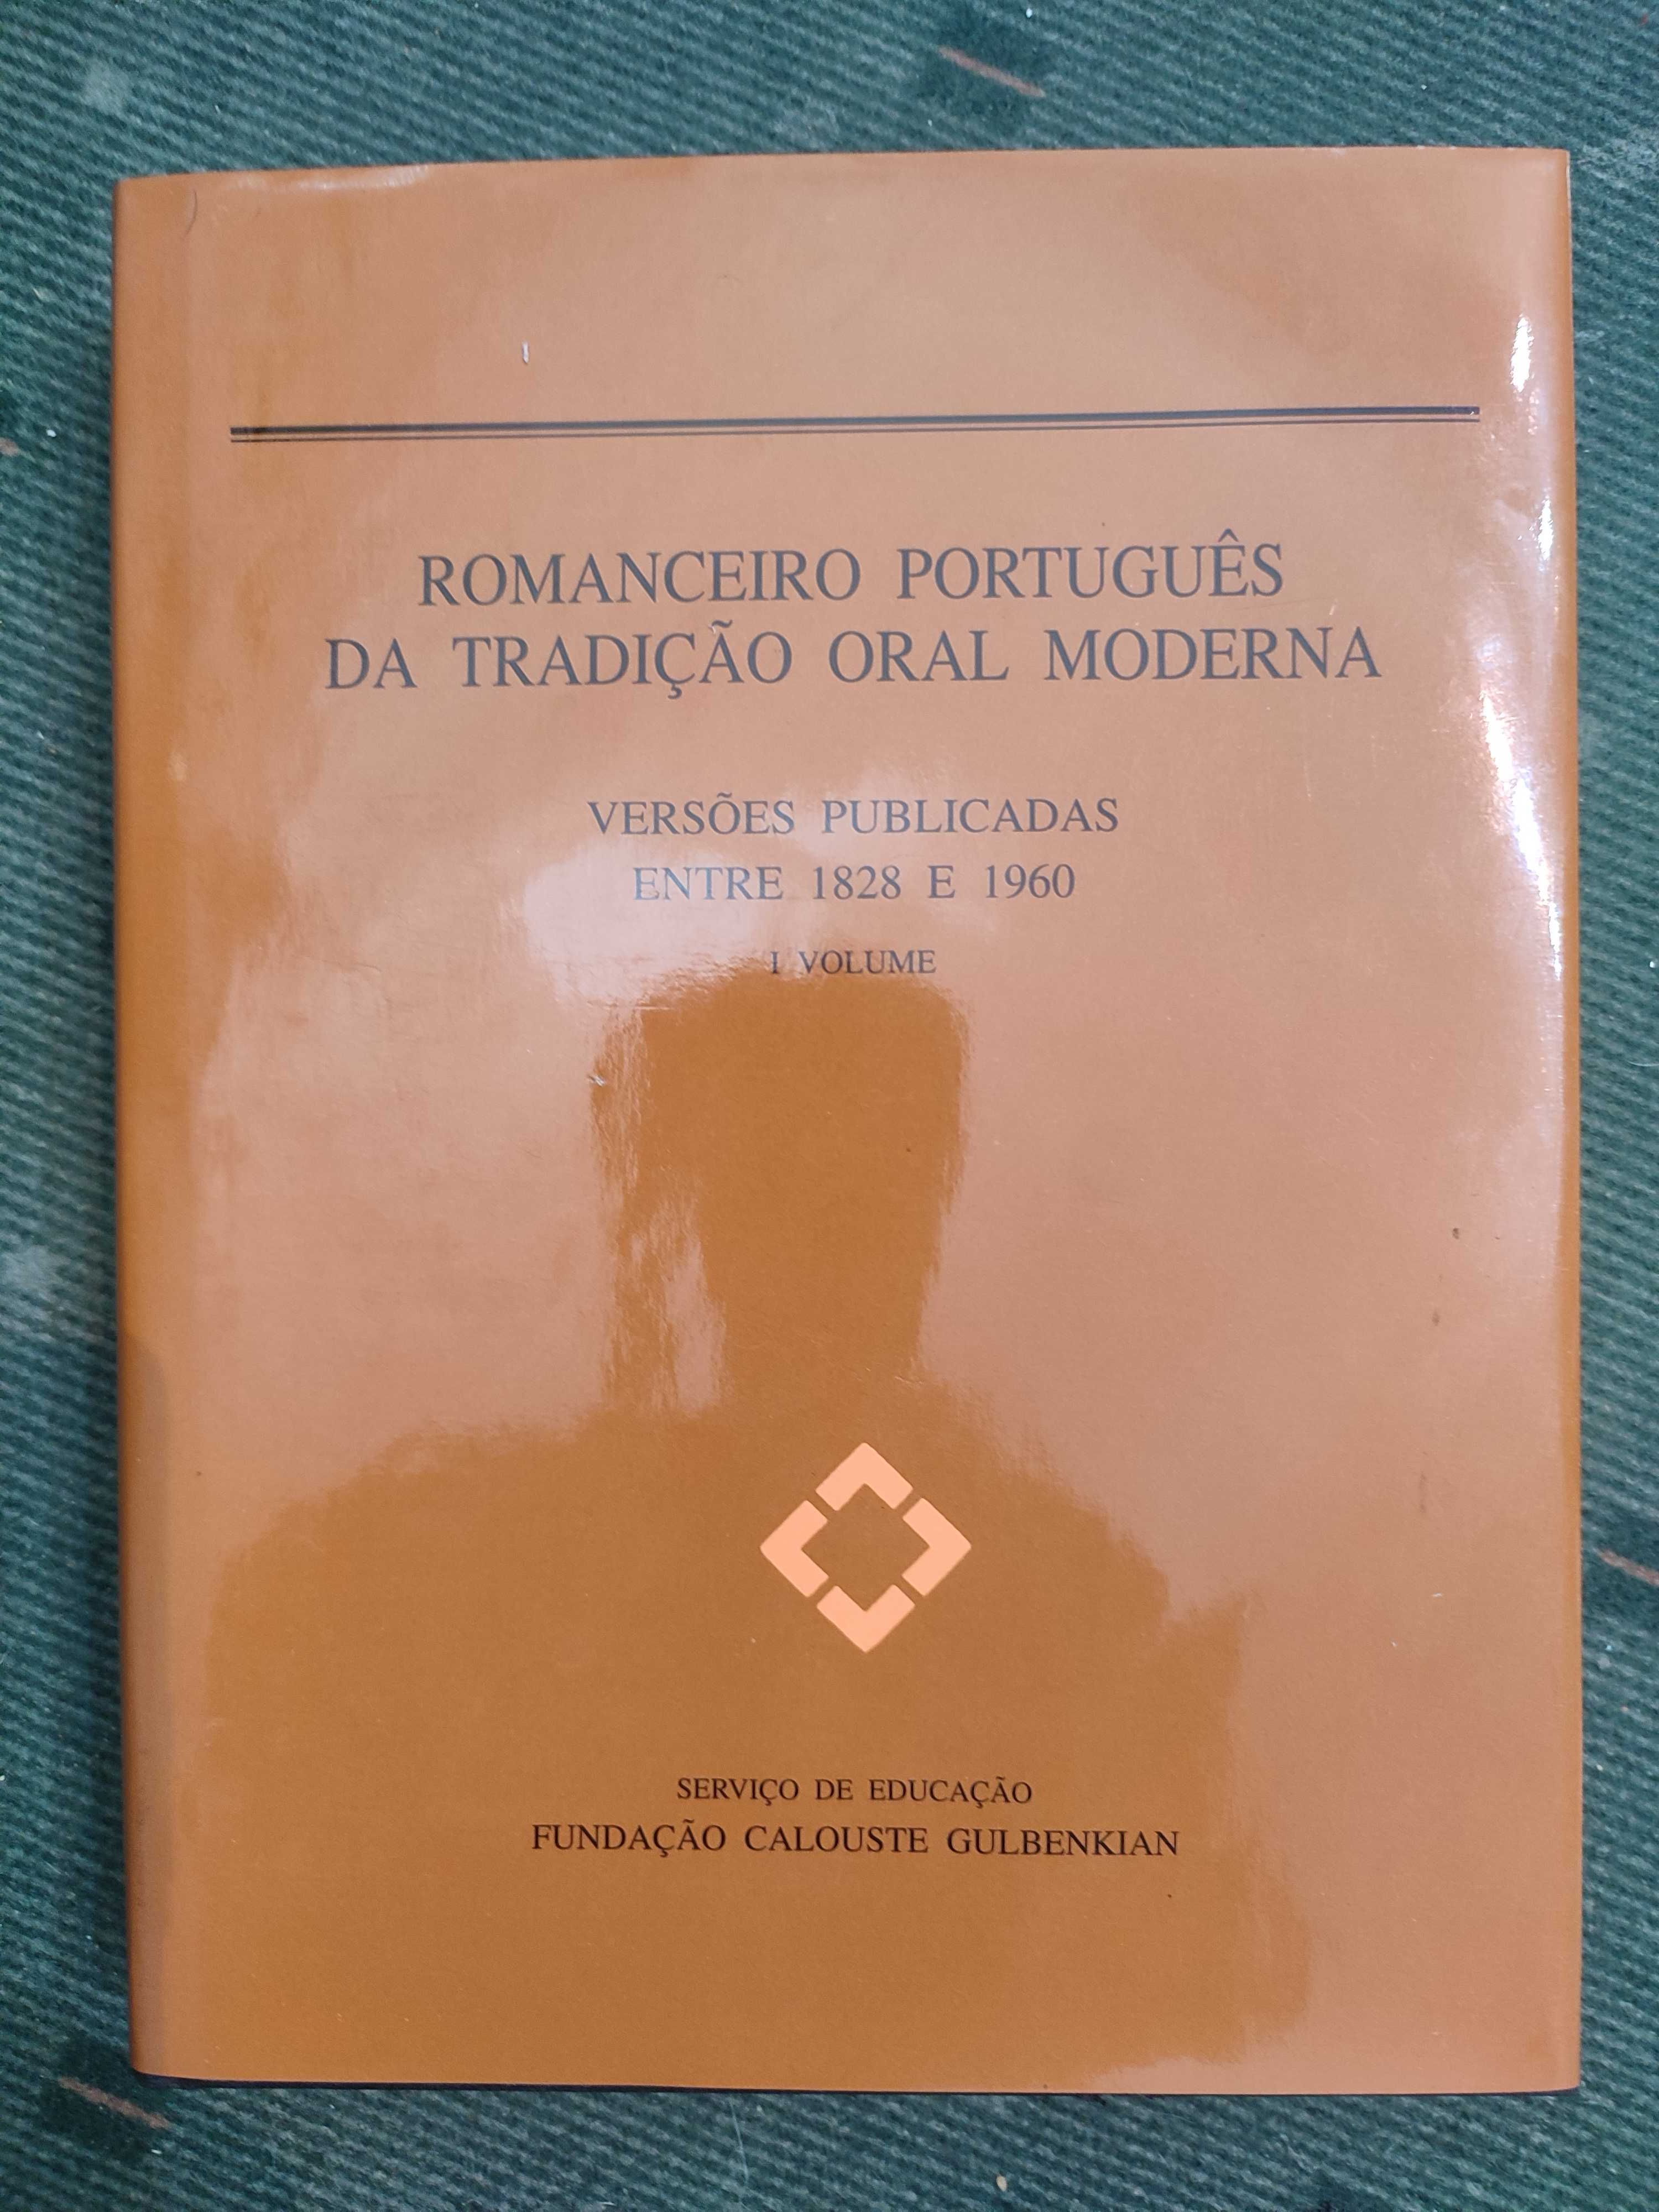 ROMANCEIRO PORTUGUÊS
DA TRADIÇÃO ORAL MODERNA
VERSÕES PUBLICADAS
ENTRE 1828 E 1960
I VOLUME
SERVIÇO DE EDUCAÇÃO
FUNDAÇÃO CALOUSTE GULBENKIAN